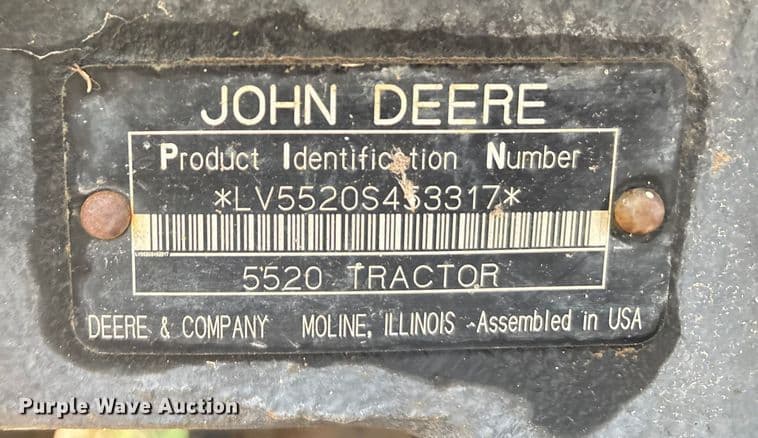 JOHN DEERE
Product Identification Number
*LV5520S453317*
5520 TRACTOR
DEERE & COMPANY MOLINE, ILLINOIS -Assembled in USA
Purple Wave Auction